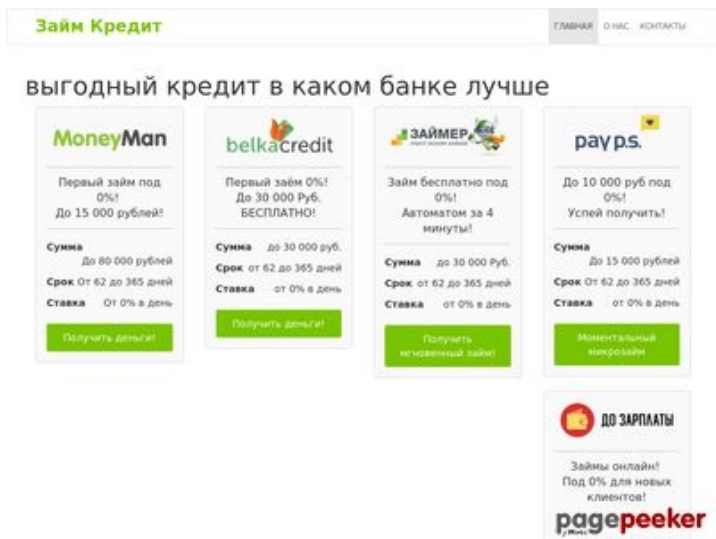 Займ Кредит
ГЛАВНАЯ О НАС. КОНТАКТЫ
выгодный кредит в каком банке лучше
MoneyMan
Первый займ под
0%!
До 15 000 рублей!
Сумма
До 80 000 рублей
Срок От 62 до 365 дней
Ставка От 0% в день
Получить деньги!
belkacredit
Первый заём 0%!
До 30 000 Руб.
БЕСПЛАТНО!
Сумма до 30 000 руб.
Срок от 62 до 365 дней
Ставка от 0% в день
Получить деньги!
ЗАЙМЕР
Займ бесплатно под
0%!
Автоматом за 4
минуты!
Сумма до 30 000 Руб.
Срок от 62 до 365 дней
Ставка от 0% в день
Получить
мгновенный займ!
pay p.s.
До 10 000 руб под
0%!
Успей получить!
Сумма
До 15 000 рублей
Срок От 62 до 365 дней
Ставка от 0% в день
Моментальный
микрозайм
ДО ЗАРПЛАТЫ
Займы онлайн!
Под 0% для новых
клиентов!
pagepeeker